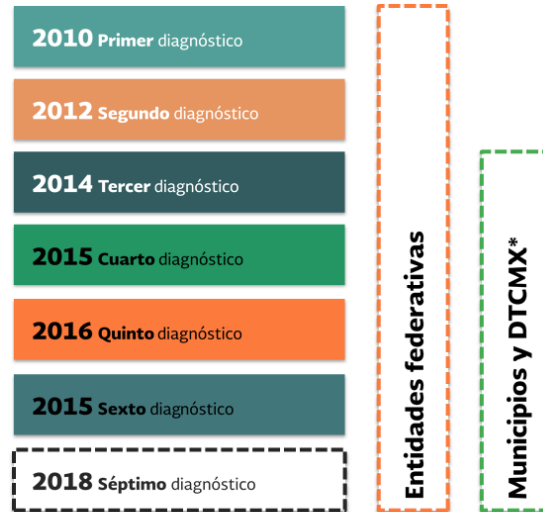 2010 Primer diagnóstico
2012 Segundo diagnóstico
2014 Tercer diagnóstico
2015 Cuarto diagnóstico
2016 Quinto diagnóstico
2015 Sexto diagnóstico
2018 Séptimo diagnóstico
Entidades federativas
Municipios y DTCMX*